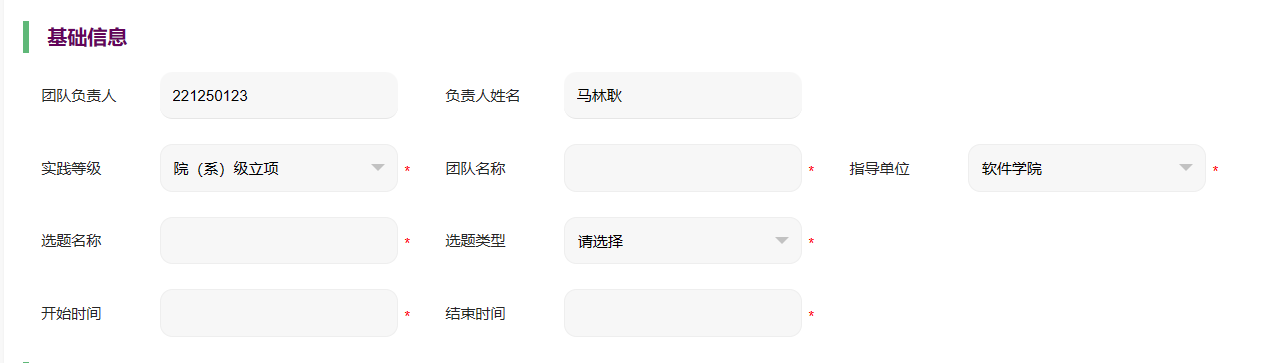 基础信息
团队负责人 221250123 负责人姓名 马林耿
实践等级 院（系）级立项 * 团队名称 * 指导单位 软件学院 *
选题名称 * 选题类型 请选择 *
开始时间 * 结束时间 *